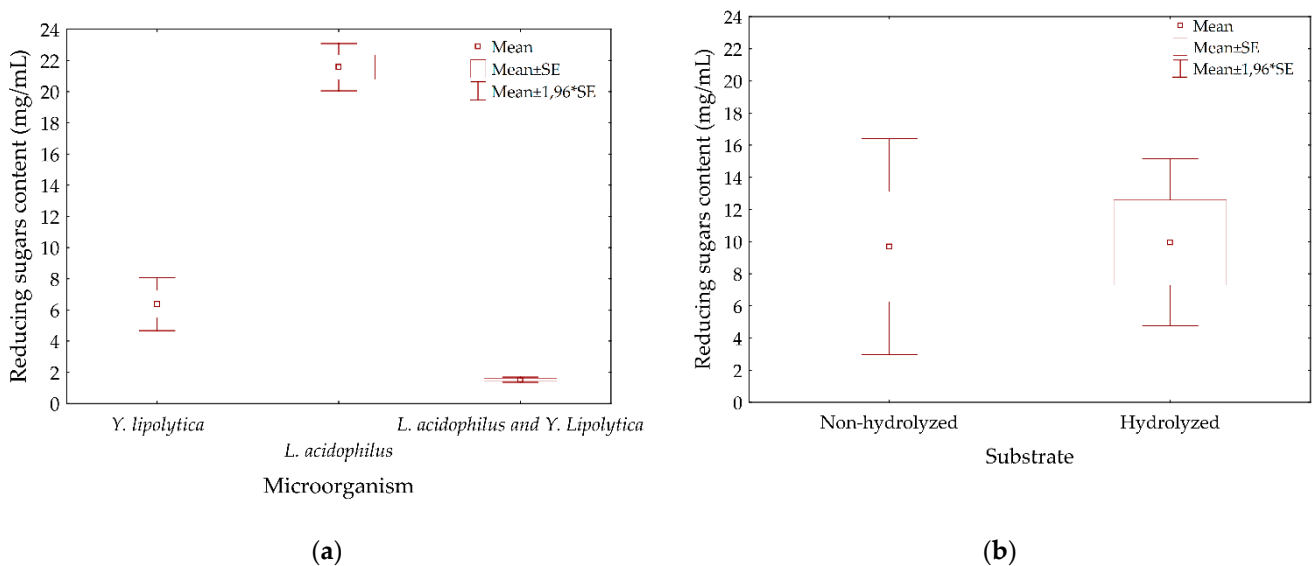 24
22
20
18
16
14
12
10
8
6
4
2
0
Reducing sugars content (mg/mL)
Mean
Mean±SE
Mean±1,96*SE
Y. lipolytica
L. acidophilus
L. acidophilus and Y. Lipolytica
Microorganism
(a)
24
22
20
18
16
14
12
10
8
6
4
2
0
Reducing sugars content (mg/mL)
Mean
Mean±SE
Mean±1,96*SE
Non-hydrolyzed
Hydrolyzed
Substrate
(b)